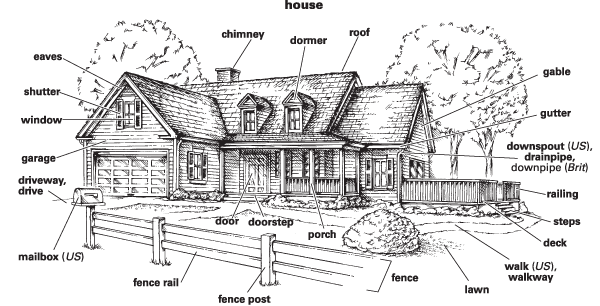 house
chimney
dormer
roof
eaves
shutter
window
garage
driveway,
drive
mailbox (US)
gable
gutter
downspout (US),
drainpipe,
downpipe (Brit)
railing
steps
deck
walk (US),
walkway
lawn
door
doorstep
porch
fence rail
fence post
fence